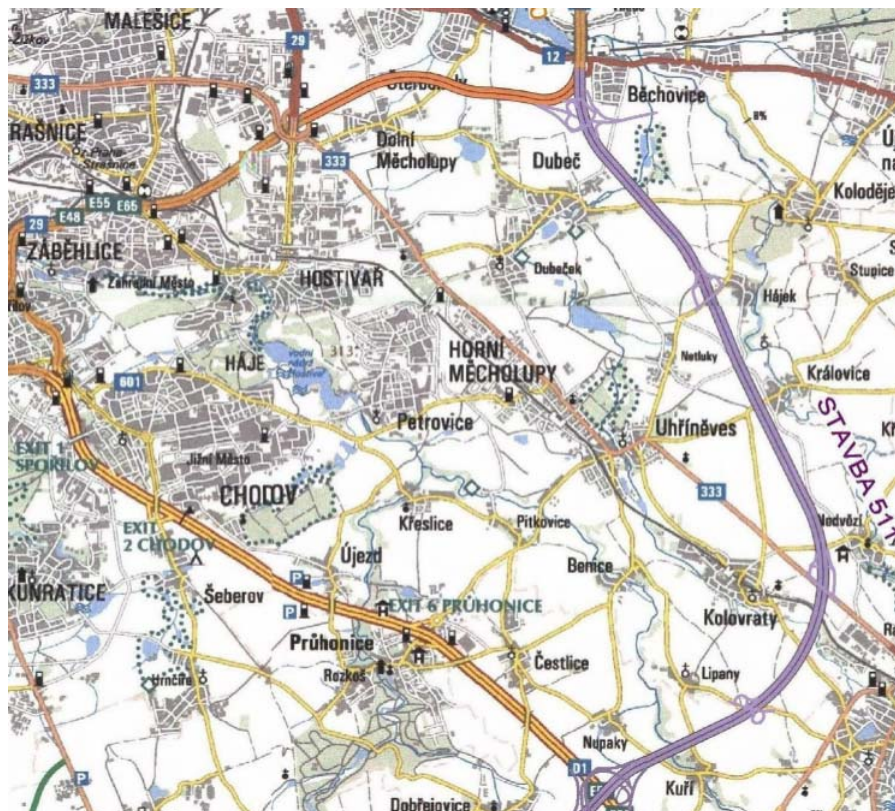 MALEŠICE
29
12
333
Běchovice
RAŠNICE
Dolní
Měcholupy
333
Dubeč
Koloděje
E55 E65
E48
29
ZÁBĚHLICE
Stupice
Zahradní Město
HOSTIVAŘ
Dubeček
Hájek
HÁJE
313
HORNÍ
MĚCHOLUPY
Netluky
601
Královice
Petrovice
Uhříněves
STAVBA 511
EXIT 1
SPOŘILOV
Jižní Město
CHODOV
333
Křeslice
Pitkovice
EXIT
2 CHODOV
Újezd
Benice
KUNRATICE
Šeberov
P
P
EXIT 6 PRŮHONICE
Kolovraty
Průhonice
Čestlice
Rozkoš
Lipany
Hrnčíře
Nupaky
P
D1
Kuří
Dobřejovice